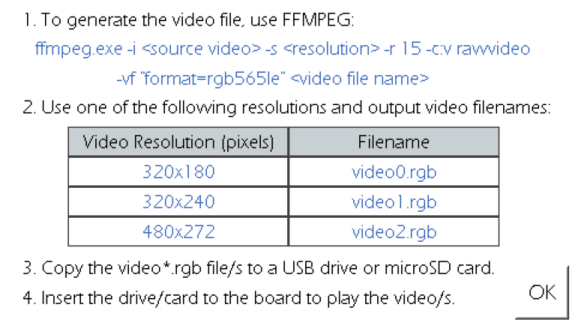 1. To generate the video file, use FFMPEG:
ffmpeg.exe -i <source video> -s <resolution> -r 15 -c:v rawvideo
-vf "format=rgb565le" <video file name>
2. Use one of the following resolutions and output video filenames:
Video Resolution (pixels) Filename
320x180 video0.rgb
320x240 video1.rgb
480x272 video2.rgb
3. Copy the video*.rgb file/s to a USB drive or microSD card.
4. Insert the drive/card to the board to play the video/s.
OK